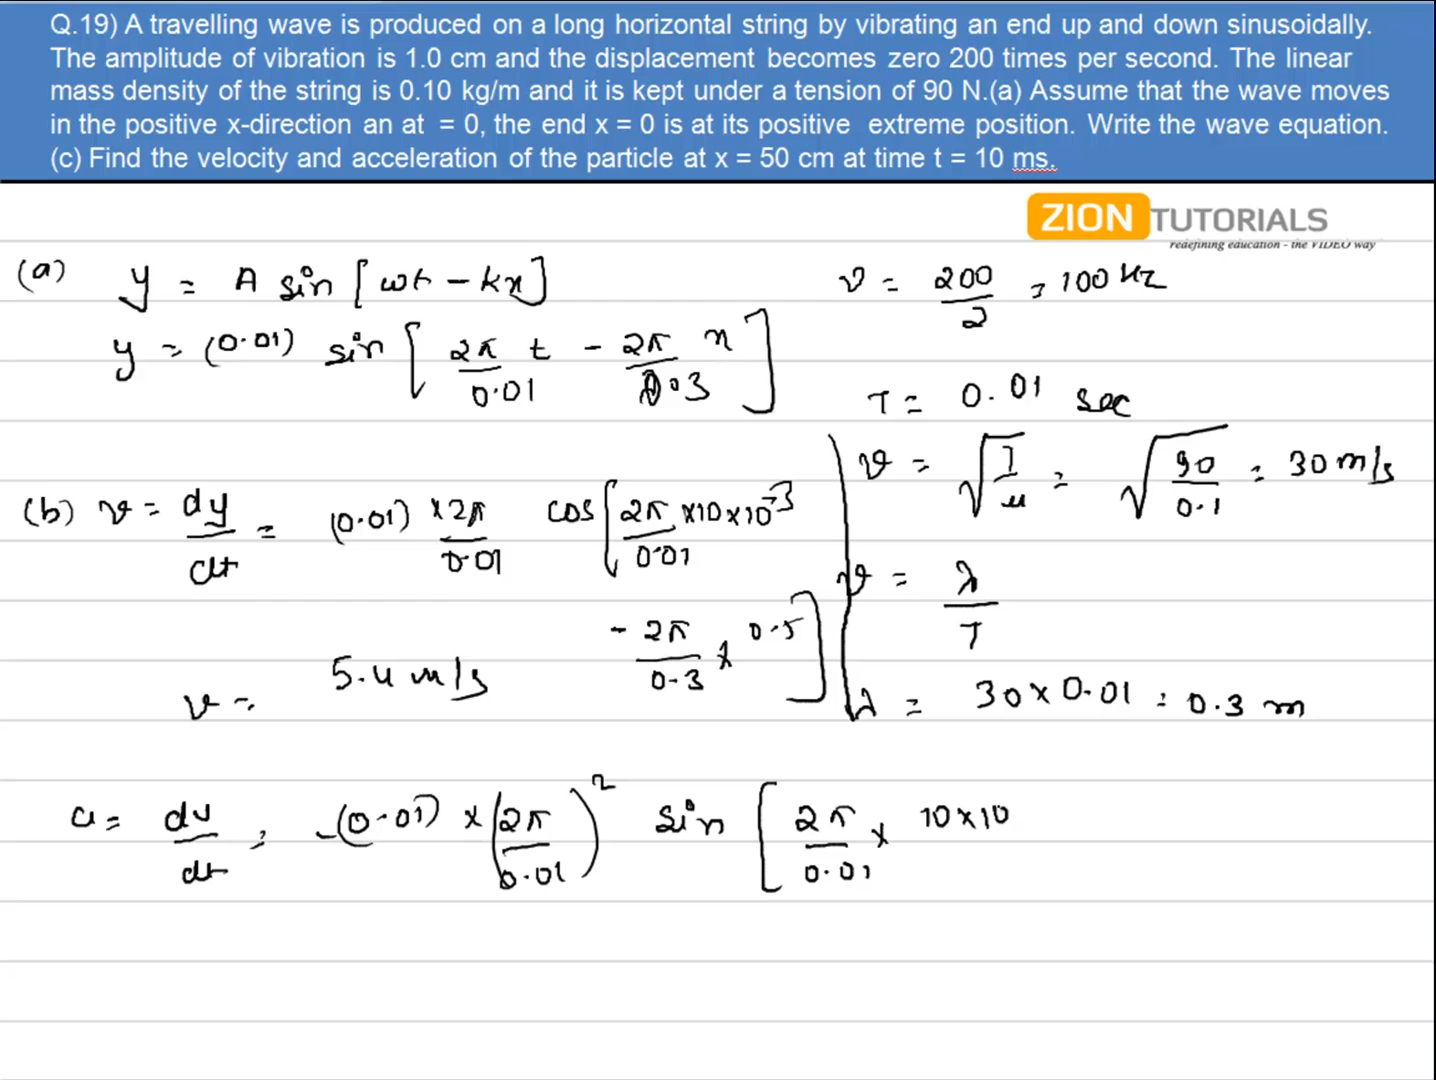 Q.19) A travelling wave is produced on a long horizontal string by vibrating an end up and down sinusoidally.
The amplitude of vibration is 1.0 cm and the displacement becomes zero 200 times per second. The linear
mass density of the string is 0.10 kg/m and it is kept under a tension of 90 N.(a) Assume that the wave moves
in the positive x-direction an at = 0, the end x = 0 is at its positive extreme position. Write the wave equation.
(c) Find the velocity and acceleration of the particle at x = 50 cm at time t = 10 ms.
ZION TUTORIALS
redefining education - the VIDEO way
(a) y = A sin [ωt - kx]
ν = 200/2 = 100 Hz
y = (0.01) sin [2π/0.01 t - 2π/0.3 x]
T = 0.01 sec
v = √T/μ = √90/0.1 = 30 m/s
(b) v = dy/dt = (0.01) × 2π/0.01 cos [2π/0.01 × 10 × 10⁻³
- 2π/0.3 × 0.5]
v = λ/T
v = 5.4 m/s
λ = 30 × 0.01 = 0.3 m
a = dv/dt = -(0.01) × (2π/0.01)² sin [2π/0.01 × 10 × 10